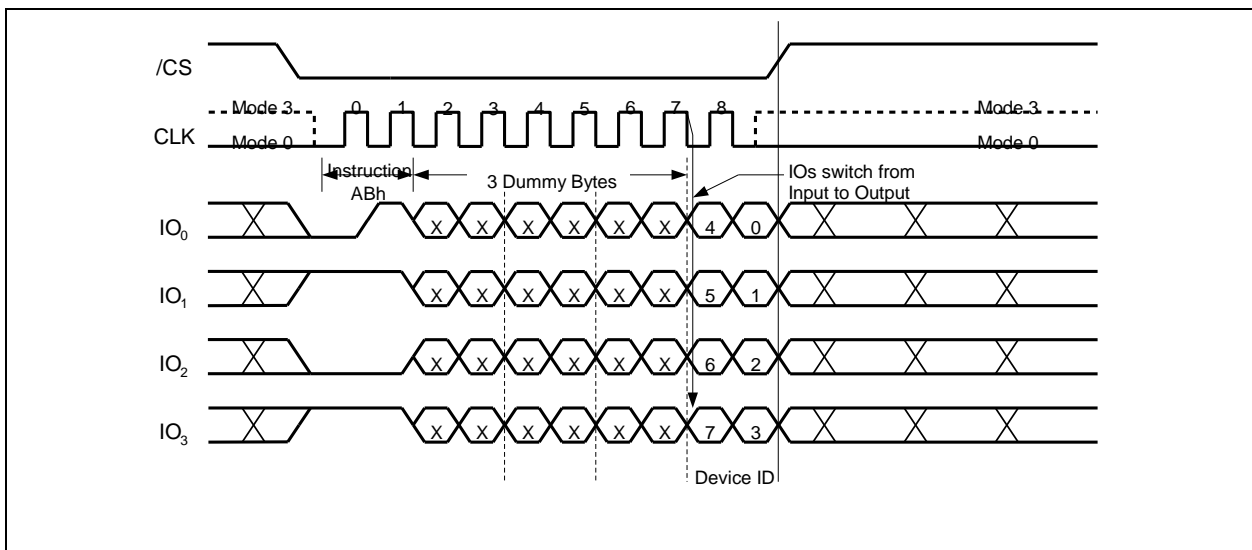 /CS
Mode 3 0 1 2 3 4 5 6 7 8 Mode 3
CLK Mode 0 Mode 0
Instruction
ABh
3 Dummy Bytes
IOs switch from
Input to Output
IO0 X X X X X X 4 0
IO1 X X X X X X 5 1
IO2 X X X X X X 6 2
IO3 X X X X X X 7 3
Device ID